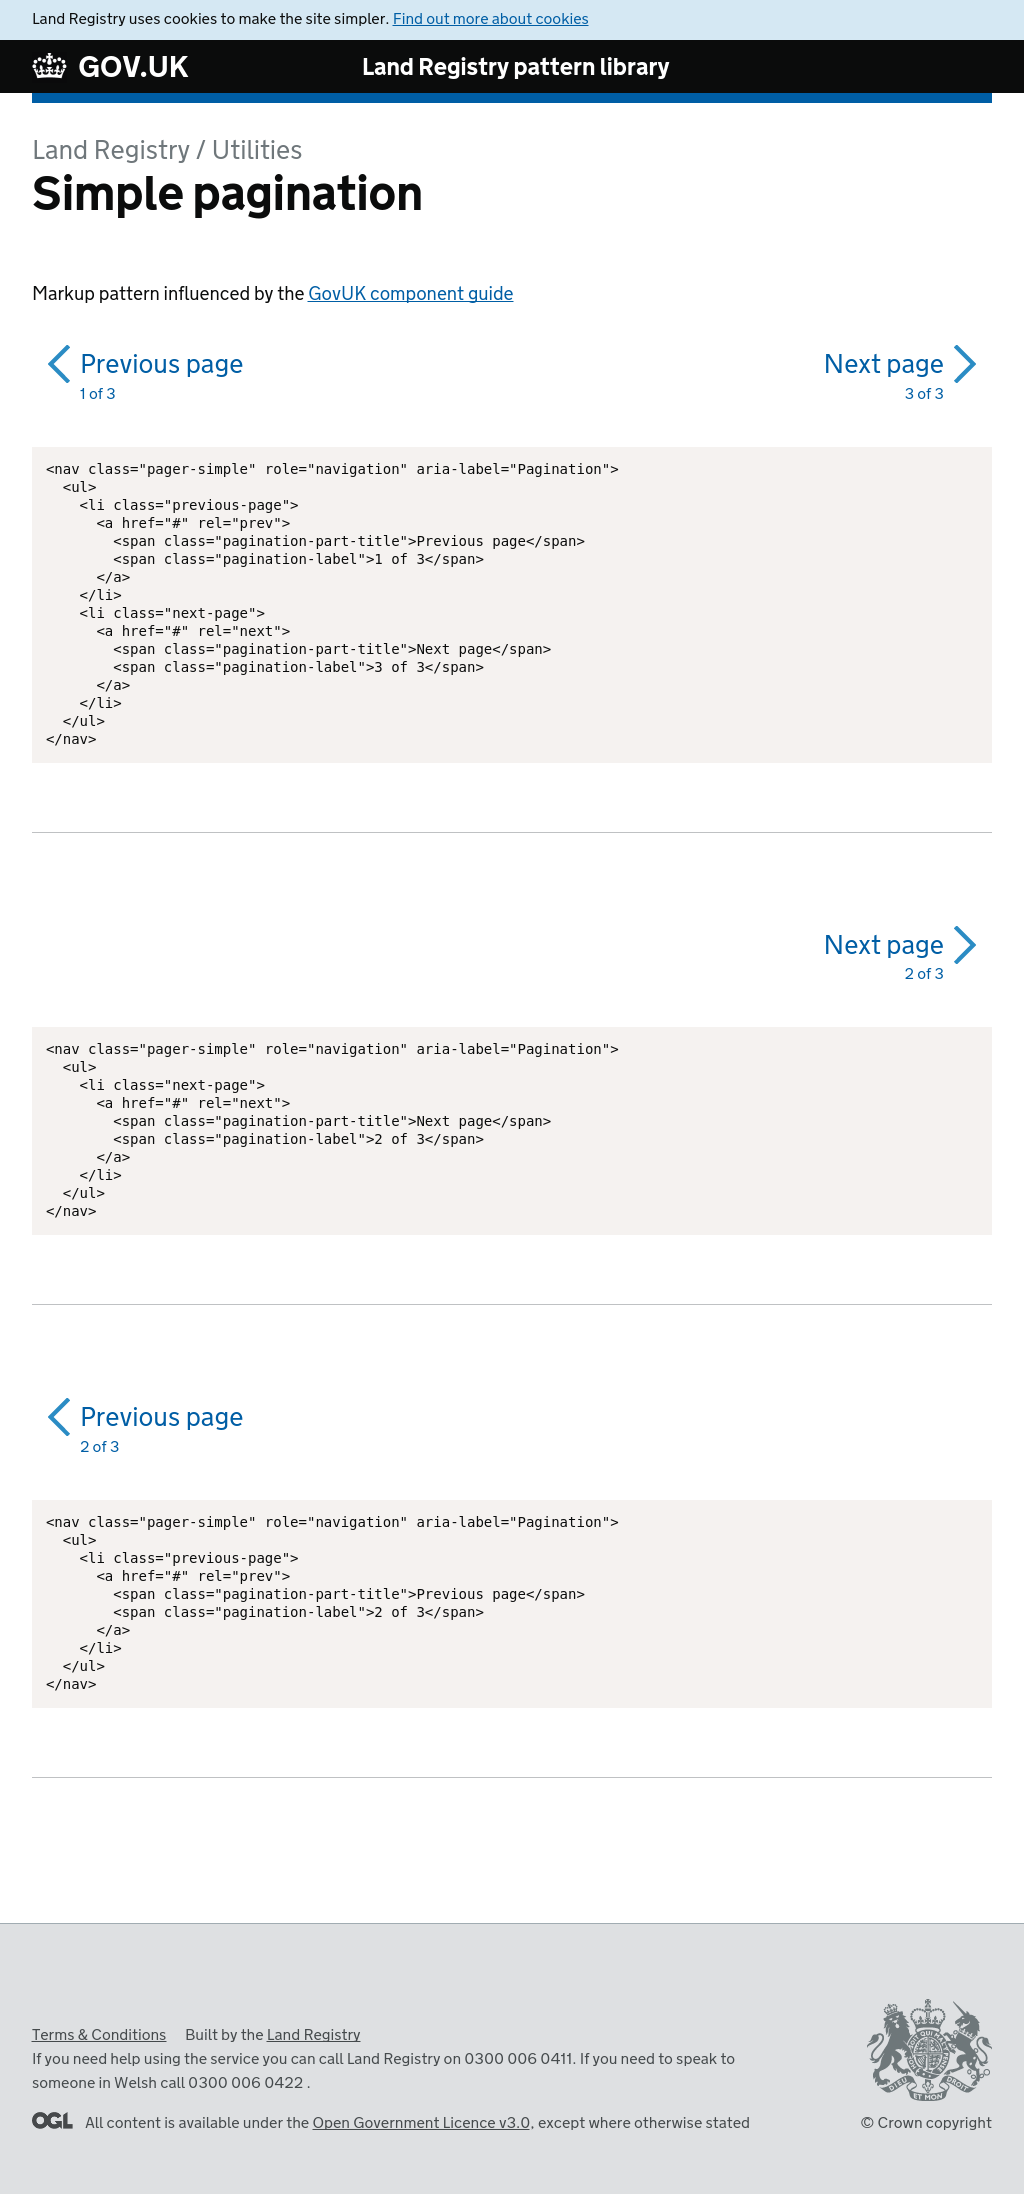 Land Registry uses cookies to make the site simpler. Find out more about cookies
GOV.UK
Land Registry pattern library
Land Registry / Utilities
Simple pagination
Markup pattern influenced by the GovUK component guide
Previous page
1 of 3
Next page
3 of 3
<nav class="pager-simple" role="navigation" aria-label="Pagination">
  <ul>
    <li class="previous-page">
      <a href="#" rel="prev">
        <span class="pagination-part-title">Previous page</span>
        <span class="pagination-label">1 of 3</span>
      </a>
    </li>
    <li class="next-page">
      <a href="#" rel="next">
        <span class="pagination-part-title">Next page</span>
        <span class="pagination-label">3 of 3</span>
      </a>
    </li>
  </ul>
</nav>
Next page
2 of 3
<nav class="pager-simple" role="navigation" aria-label="Pagination">
  <ul>
    <li class="next-page">
      <a href="#" rel="next">
        <span class="pagination-part-title">Next page</span>
        <span class="pagination-label">2 of 3</span>
      </a>
    </li>
  </ul>
</nav>
Previous page
2 of 3
<nav class="pager-simple" role="navigation" aria-label="Pagination">
  <ul>
    <li class="previous-page">
      <a href="#" rel="prev">
        <span class="pagination-part-title">Previous page</span>
        <span class="pagination-label">2 of 3</span>
      </a>
    </li>
  </ul>
</nav>
Terms & Conditions Built by the Land Registry
If you need help using the service you can call Land Registry on 0300 006 0411. If you need to speak to
someone in Welsh call 0300 006 0422 .
OGL All content is available under the Open Government Licence v3.0, except where otherwise stated
DIEU ET MON DROIT
© Crown copyright